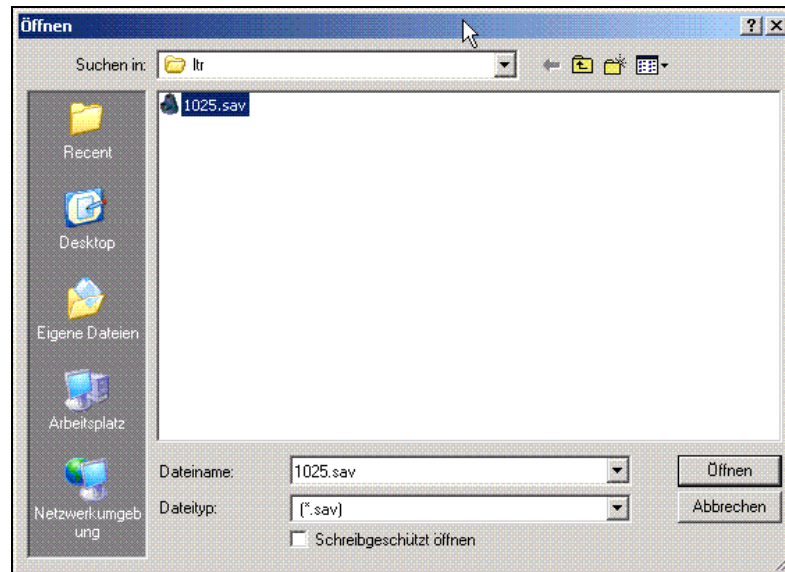 Öffnen
Suchen in: ltr
1025.sav
Recent
Desktop
Eigene Dateien
Arbeitsplatz
Netzwerkumgeb
ung
Dateiname: 1025.sav Öffnen
Dateityp: (*.sav) Abbrechen
Schreibgeschützt öffnen